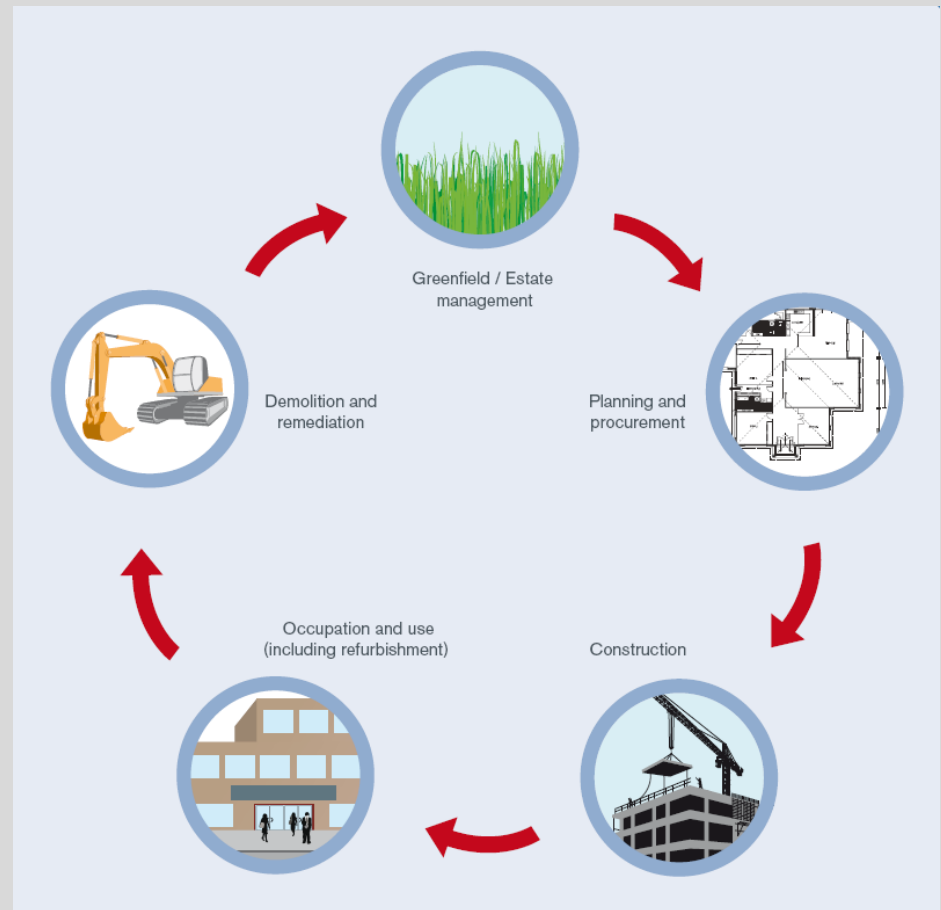 Greenfield / Estate
management
Demolition and
remediation
Planning and
procurement
Occupation and use
(including refurbishment)
Construction